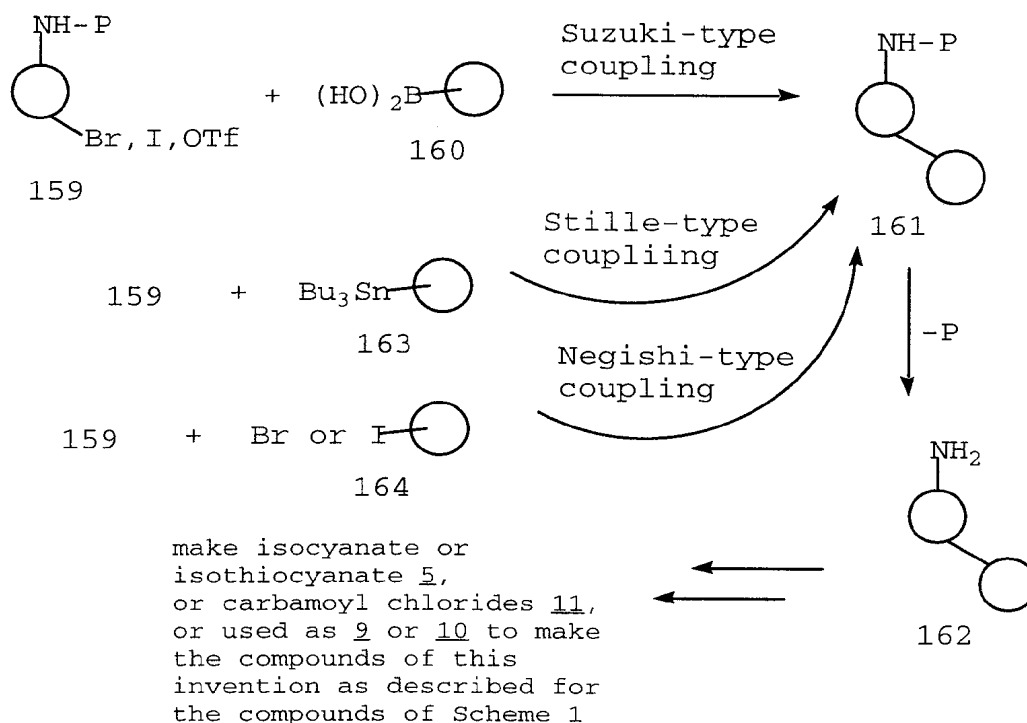 NH-P
Br, I, OTf
159
+
(HO)₂B
160
Suzuki-type
coupling
NH-P
161
159
+
Bu₃Sn
163
Stille-type
coupliing
-P
159
+
Br or I
164
Negishi-type
coupling
NH₂
162
make isocyanate or
isothiocyanate 5,
or carbamoyl chlorides 11,
or used as 9 or 10 to make
the compounds of this
invention as described for
the compounds of Scheme 1